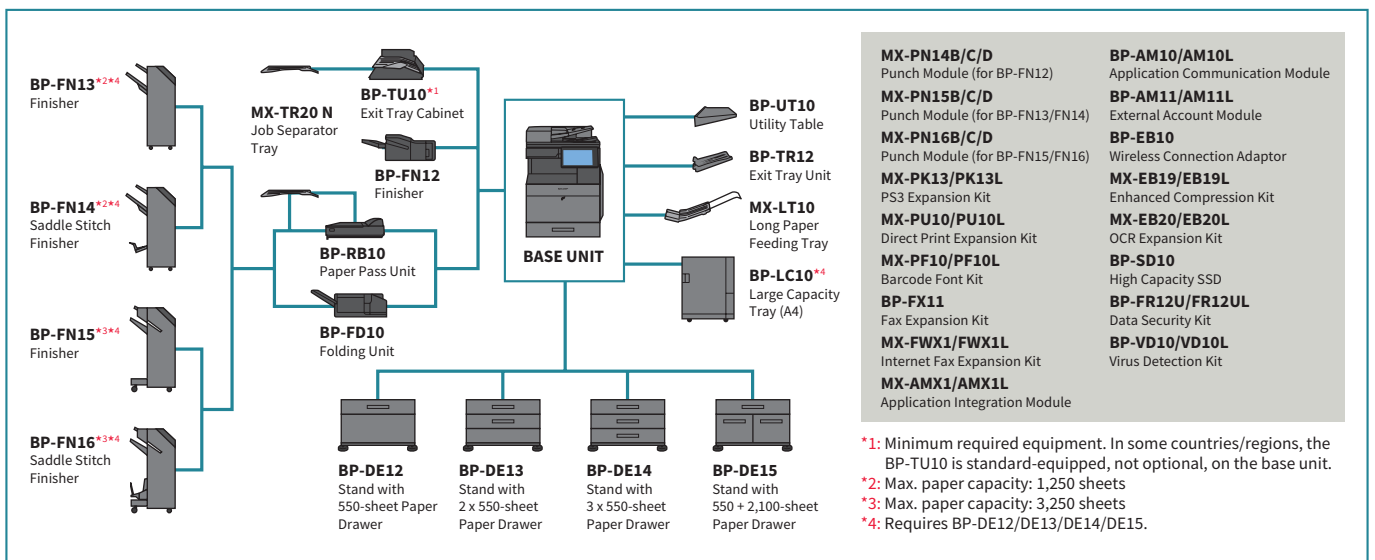 BP-FN13*2*4
Finisher
BP-FN14*2*4
Saddle Stitch
Finisher
BP-FN15*3*4
Finisher
BP-FN16*3*4
Saddle Stitch
Finisher
MX-TR20 N
Job Separator
Tray
BP-TU10*1
Exit Tray Cabinet
BP-FN12
Finisher
BP-RB10
Paper Pass Unit
BP-FD10
Folding Unit
BASE UNIT
BP-UT10
Utility Table
BP-TR12
Exit Tray Unit
MX-LT10
Long Paper
Feeding Tray
BP-LC10*4
Large Capacity
Tray (A4)
BP-DE12
Stand with
550-sheet Paper
Drawer
BP-DE13
Stand with
2 x 550-sheet
Paper Drawer
BP-DE14
Stand with
3 x 550-sheet
Paper Drawer
BP-DE15
Stand with
550 + 2,100-sheet
Paper Drawer
MX-PN14B/C/D
Punch Module (for BP-FN12)
MX-PN15B/C/D
Punch Module (for BP-FN13/FN14)
MX-PN16B/C/D
Punch Module (for BP-FN15/FN16)
MX-PK13/PK13L
PS3 Expansion Kit
MX-PU10/PU10L
Direct Print Expansion Kit
MX-PF10/PF10L
Barcode Font Kit
BP-FX11
Fax Expansion Kit
MX-FWX1/FWX1L
Internet Fax Expansion Kit
MX-AMX1/AMX1L
Application Integration Module
BP-AM10/AM10L
Application Communication Module
BP-AM11/AM11L
External Account Module
BP-EB10
Wireless Connection Adaptor
MX-EB19/EB19L
Enhanced Compression Kit
MX-EB20/EB20L
OCR Expansion Kit
BP-SD10
High Capacity SSD
BP-FR12U/FR12UL
Data Security Kit
BP-VD10/VD10L
Virus Detection Kit
*1: Minimum required equipment. In some countries/regions, the
BP-TU10 is standard-equipped, not optional, on the base unit.
*2: Max. paper capacity: 1,250 sheets
*3: Max. paper capacity: 3,250 sheets
*4: Requires BP-DE12/DE13/DE14/DE15.